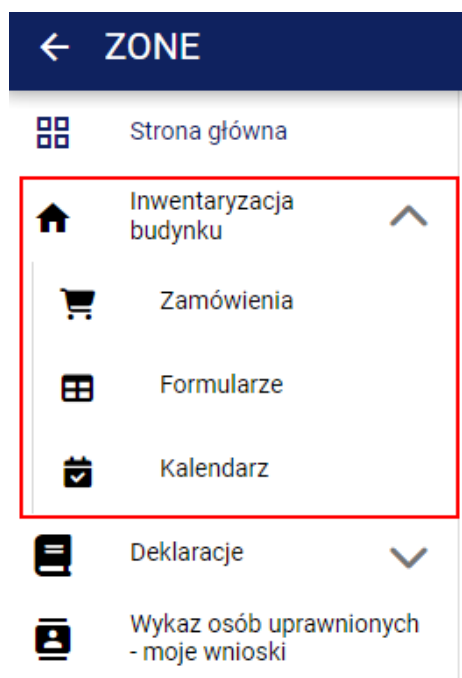 ZONE
Strona główna
Inwentaryzacja
budynku
Zamówienia
Formularze
Kalendarz
Deklaracje
Wykaz osób uprawnionych
- moje wnioski